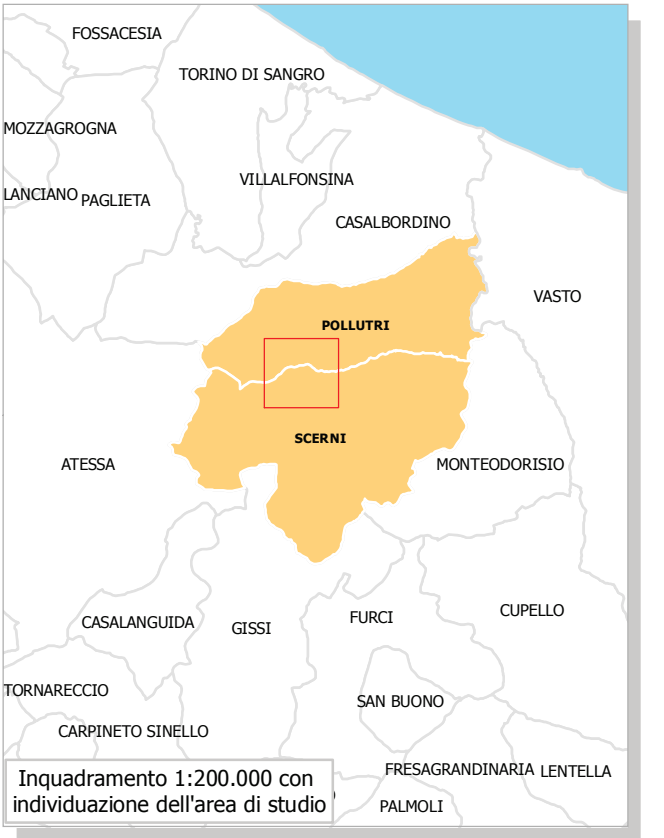 FOSSACESIA
TORINO DI SANGRO
MOZZAGROGNA
VILLALFONSINA
LANCIANO
PAGLIETA
CASALBORDINO
VASTO
POLLUTRI
SCERNI
ATESSA
MONTEODORISIO
CASALANGUIDA
GISSI
FURCI
CUPELLO
TORNARECCIO
SAN BUONO
CARPINETO SINELLO
FRESAGRANDINARIA
LENTELLA
PALMOLI
Inquadramento 1:200.000 con
individuazione dell'area di studio